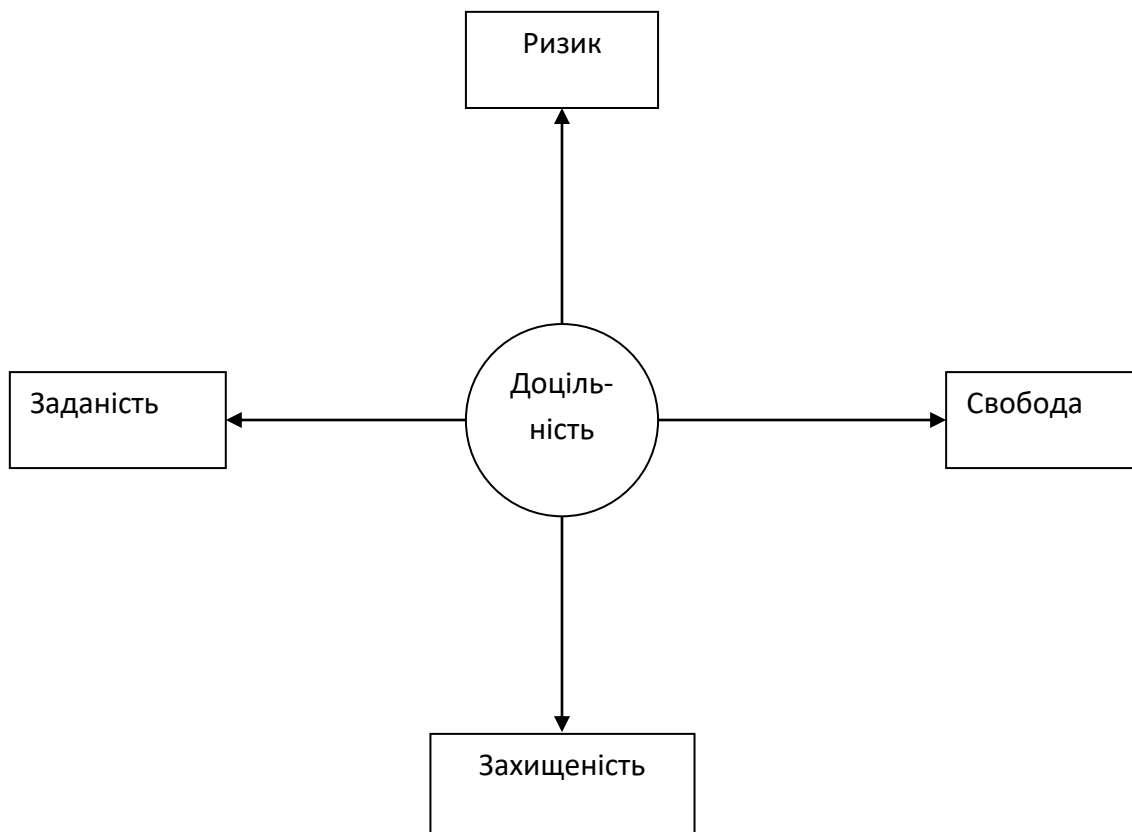 Ризик
Заданість
Доціль-
ність
Свобода
Захищеність